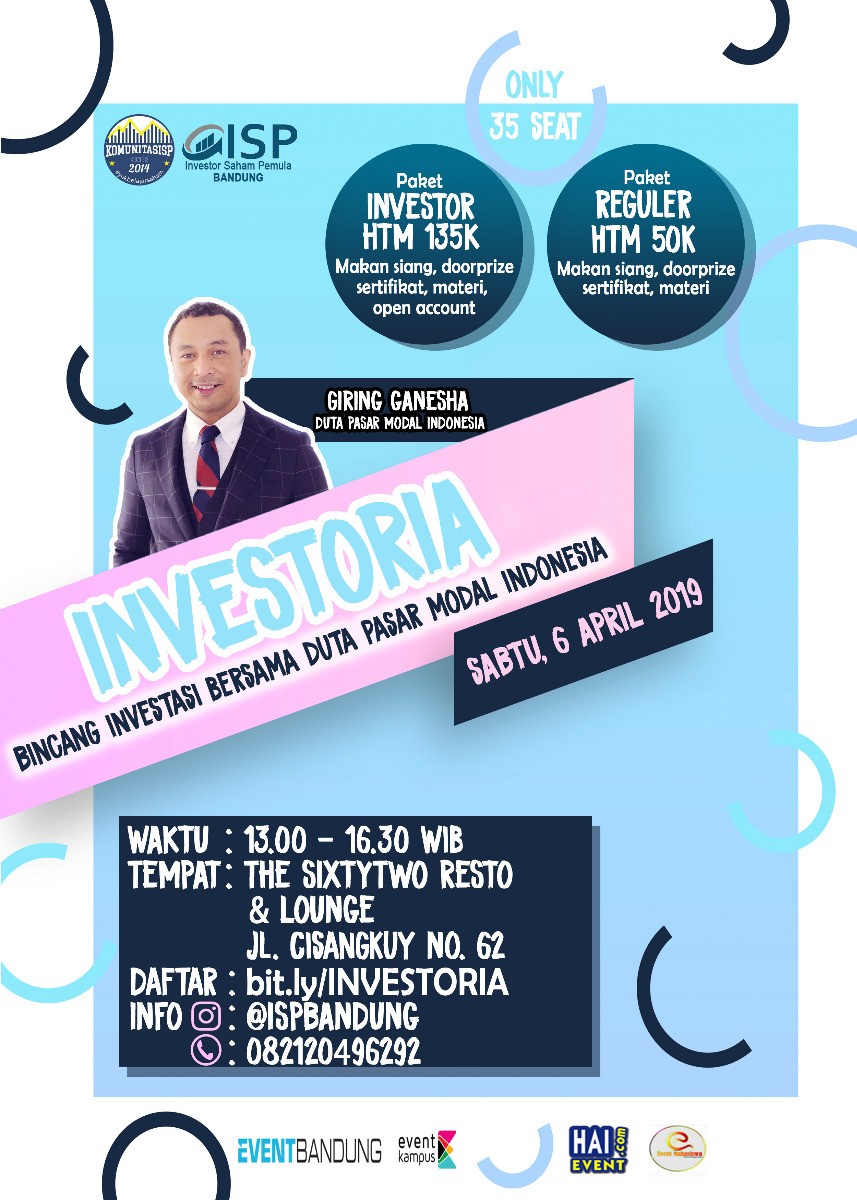 ONLY
35 SEAT
KOMUNITASISP
2014
#yukbelajarsaham
ISP
Investor Saham Pemula
BANDUNG
Paket
INVESTOR
HTM 135K
Makan siang, doorprize
sertifikat, materi,
open account
Paket
REGULER
HTM 50K
Makan siang, doorprize
sertifikat, materi
GIRING GANESHA
DUTA PASAR MODAL INDONESIA
INVESTORIA
BINCANG INVESTASI BERSAMA DUTA PASAR MODAL INDONESIA
SABTU, 6 APRIL 2019
WAKTU : 13.00 - 16.30 WIB
TEMPAT : THE SIXTYTWO RESTO
& LOUNGE
JL. CISANGKUY NO. 62
DAFTAR : bit.ly/INVESTORIA
INFO : @ISPBANDUNG
: 082120496292
EVENTBANDUNG
event
kampus
HAI.com
EVENT
e
Event Mahasiswa